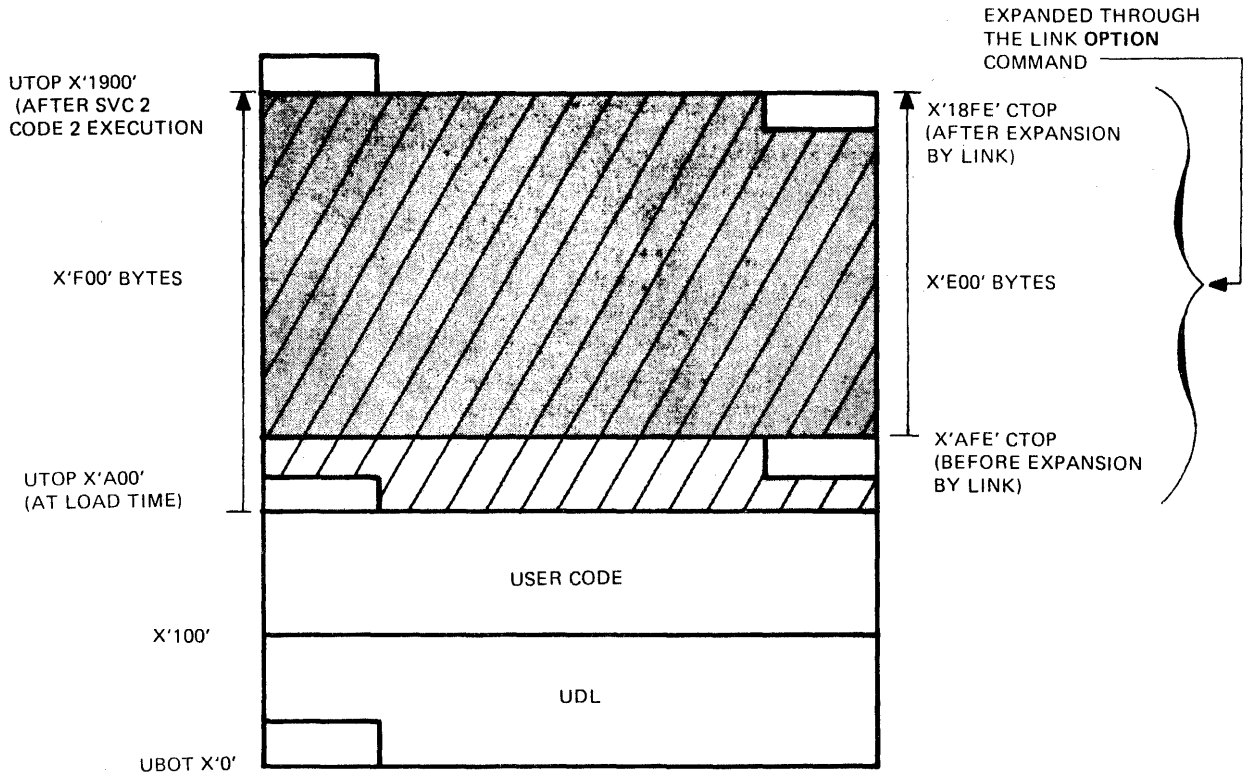 EXPANDED THROUGH
THE LINK OPTION
COMMAND
UTOP X'1900'
(AFTER SVC 2
CODE 2 EXECUTION
X'18FE' CTOP
(AFTER EXPANSION
BY LINK)
X'F00' BYTES
X'E00' BYTES
X'AFE' CTOP
(BEFORE EXPANSION
BY LINK)
UTOP X'A00'
(AT LOAD TIME)
USER CODE
X'100'
UDL
UBOT X'0'